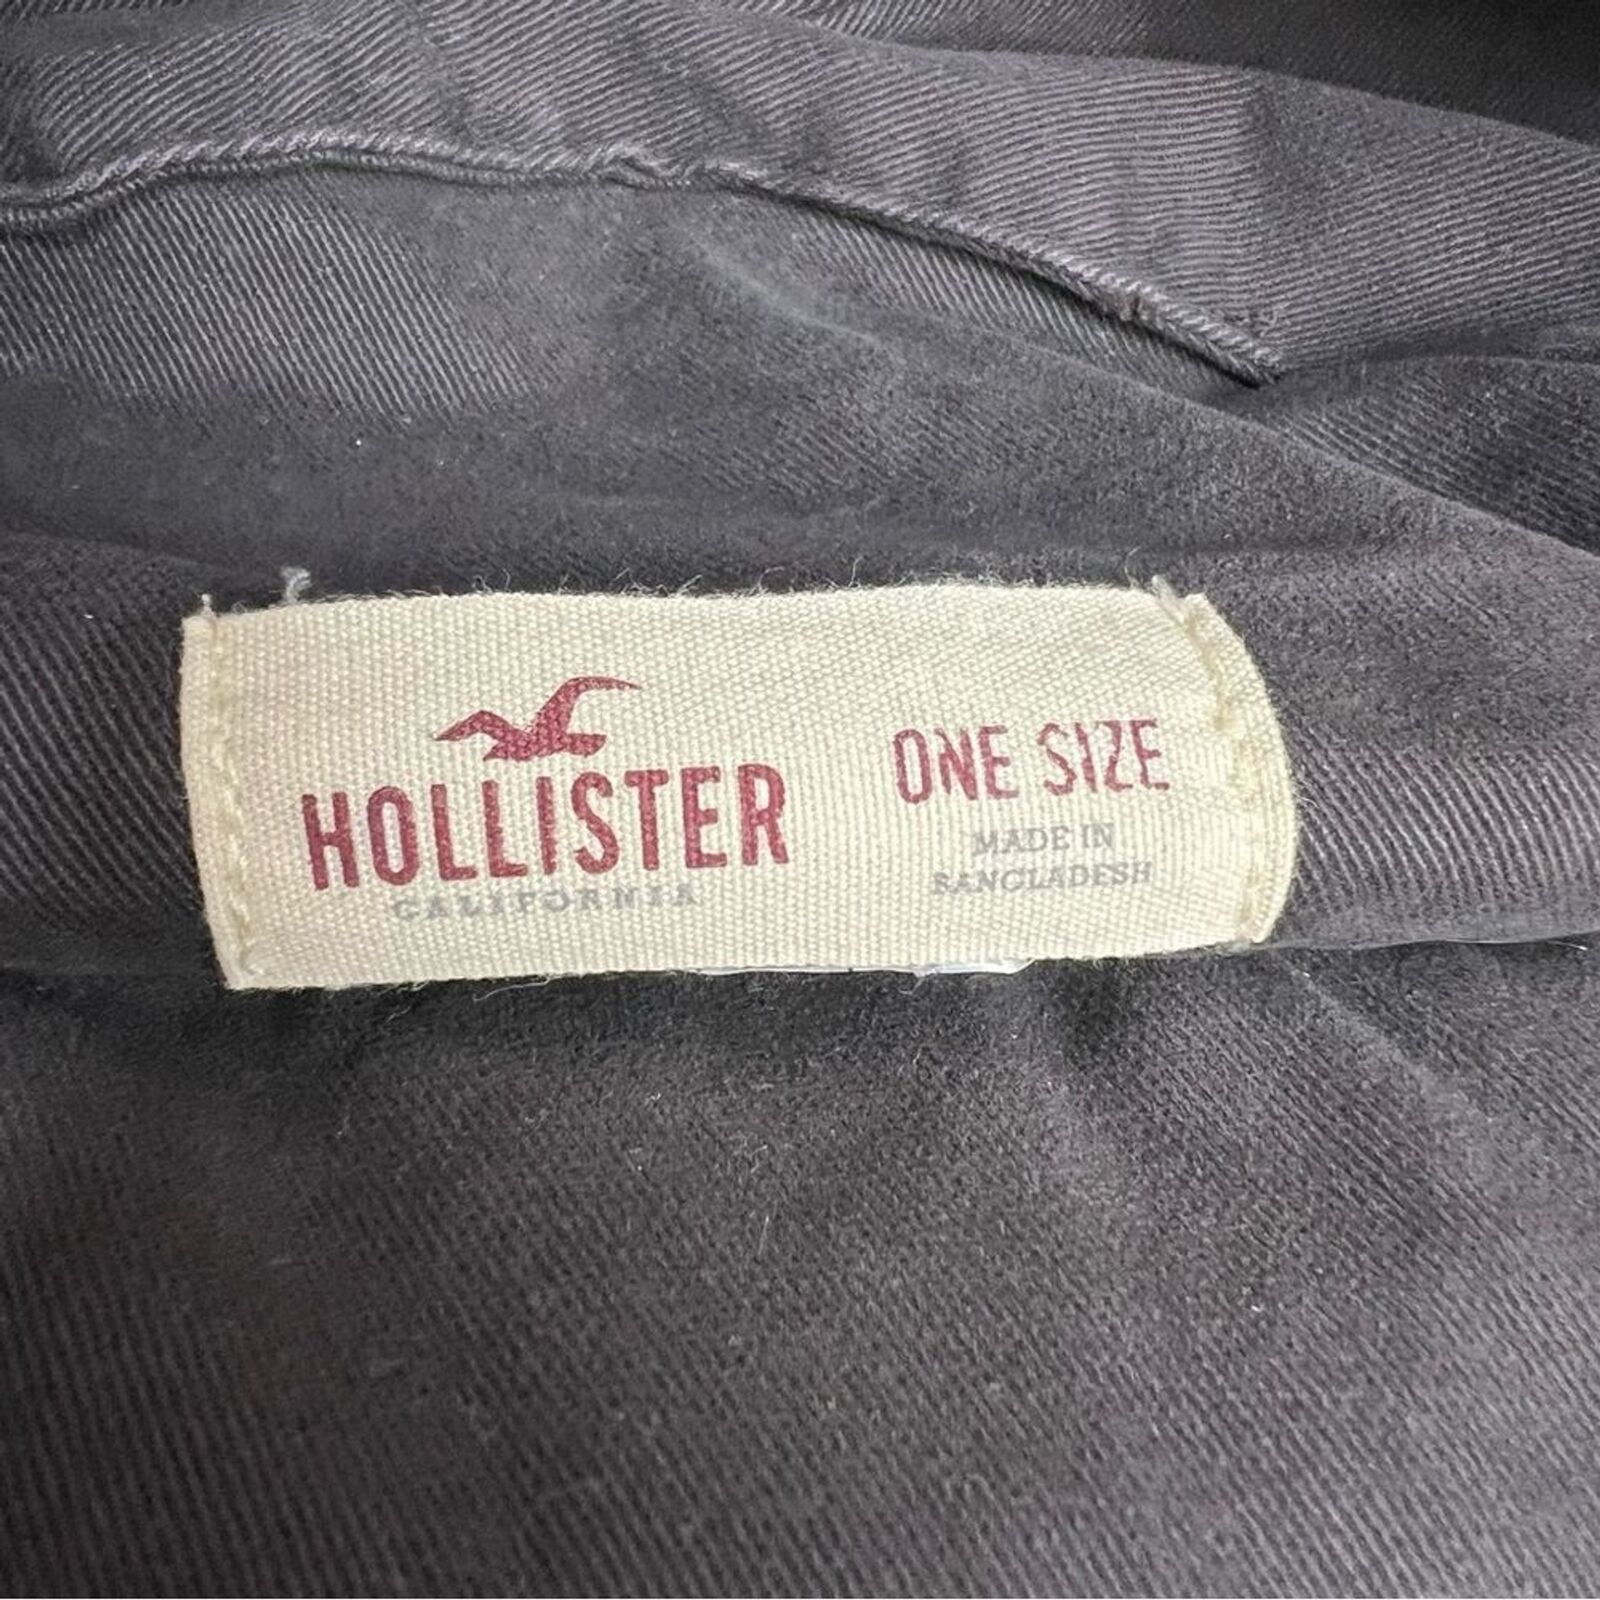 HOLLISTER
CALIFORNIA
ONE SIZE
MADE IN
BANGLADESH